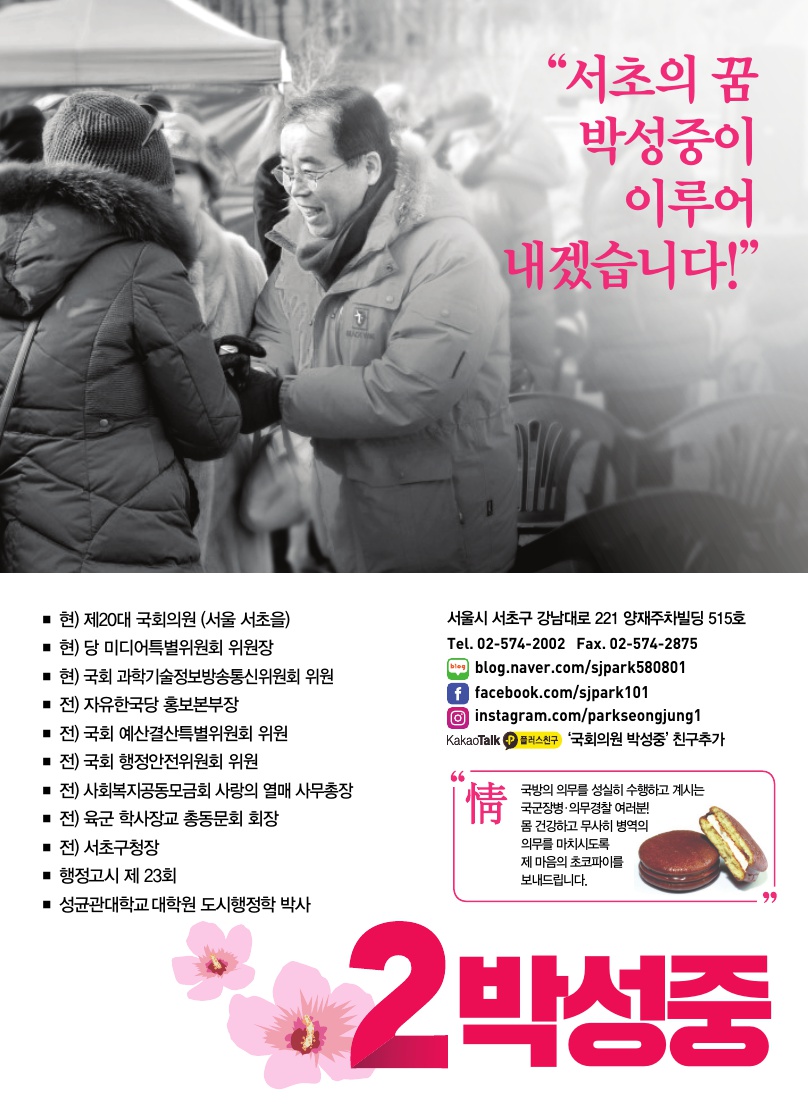 “서초의 꿈
박성중이
이루어
내겠습니다!”
■ 현) 제20대 국회의원 (서울 서초을)
■ 현) 당 미디어특별위원회 위원장
■ 현) 국회 과학기술정보방송통신위원회 위원
■ 전) 자유한국당 홍보본부장
■ 전) 국회 예산결산특별위원회 위원
■ 전) 국회 행정안전위원회 위원
■ 전) 사회복지공동모금회 사랑의 열매 사무총장
■ 전) 육군 학사장교 총동문회 회장
■ 전) 서초구청장
■ 행정고시 제 23회
■ 성균관대학교 대학원 도시행정학 박사
서울시 서초구 강남대로 221 양재주차빌딩 515호
Tel. 02-574-2002 Fax. 02-574-2875
blog blog.naver.com/sjpark580801
f facebook.com/sjpark101
instagram.com/parkseongjung1
KakaoTalk P 플러스친구 ‘국회의원 박성중’ 친구추가
“情
국방의 의무를 성실히 수행하고 계시는
국군장병·의무경찰 여러분!
몸 건강하고 무사히 병역의
의무를 마치시도록
제 마음의 초코파이를
보내드립니다.”
2 박성중